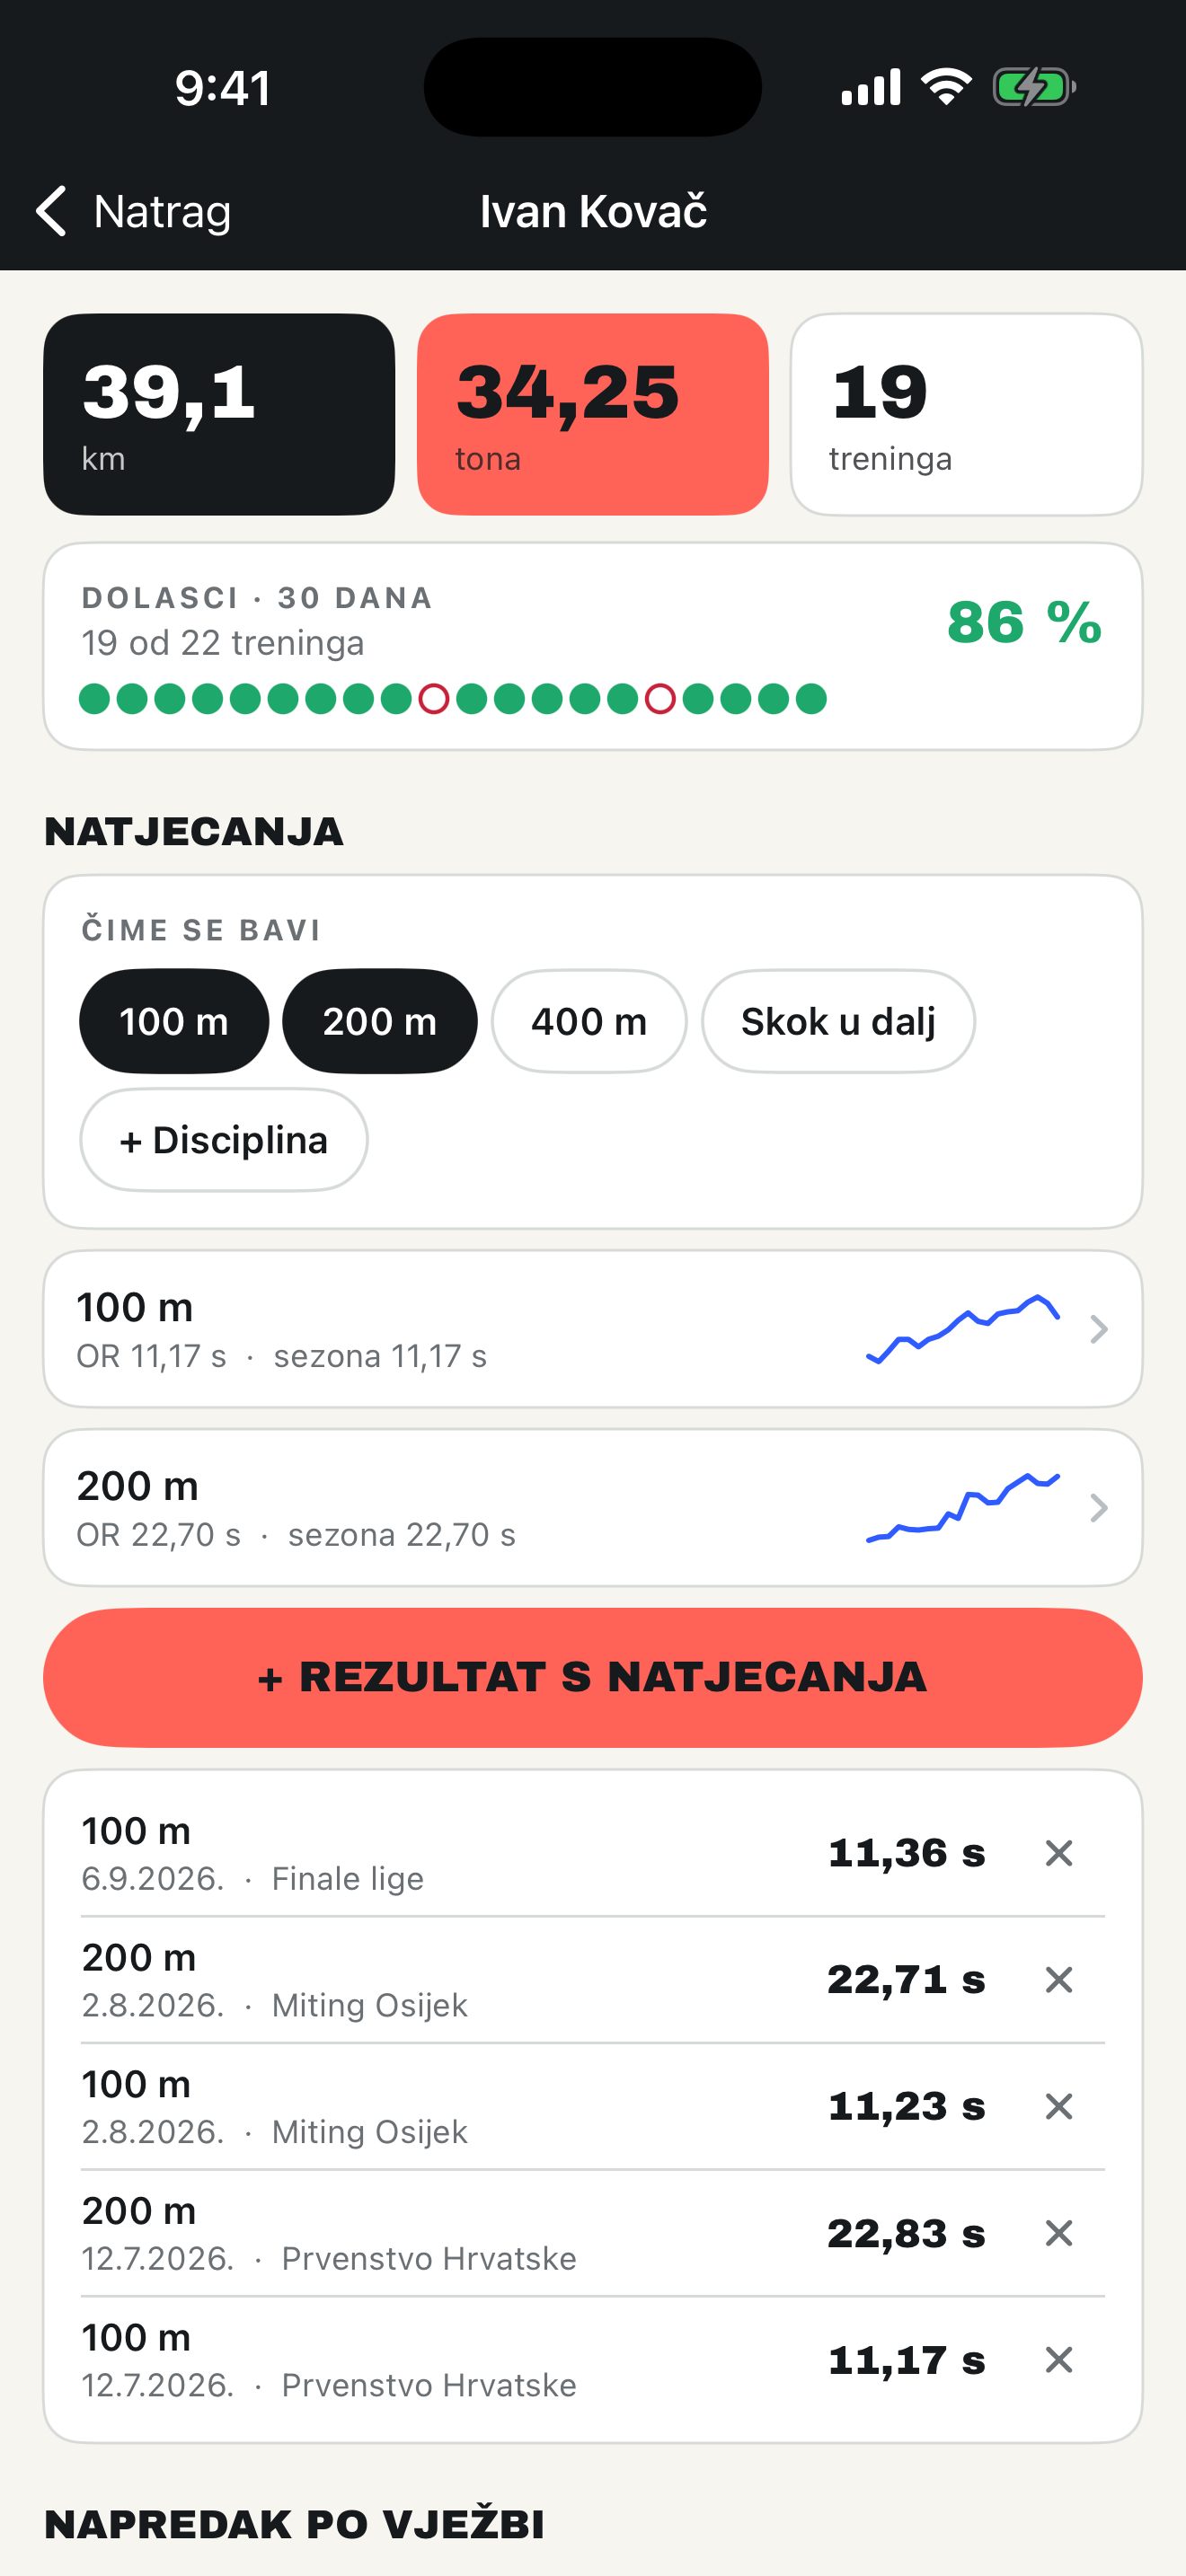 9:41
Natrag
Ivan Kovač
39,1
km
34,25
tona
19
treninga
DOLASCI · 30 DANA
19 od 22 treninga
86 %
NATJECANJA
ČIME SE BAVI
100 m
200 m
400 m
Skok u dalj
+ Disciplina
100 m
OR 11,17 s · sezona 11,17 s
200 m
OR 22,70 s · sezona 22,70 s
+ REZULTAT S NATJECANJA
100 m
6.9.2026. · Finale lige
11,36 s
200 m
2.8.2026. · Miting Osijek
22,71 s
100 m
2.8.2026. · Miting Osijek
11,23 s
200 m
12.7.2026. · Prvenstvo Hrvatske
22,83 s
100 m
12.7.2026. · Prvenstvo Hrvatske
11,17 s
NAPREDAK PO VJEŽBI